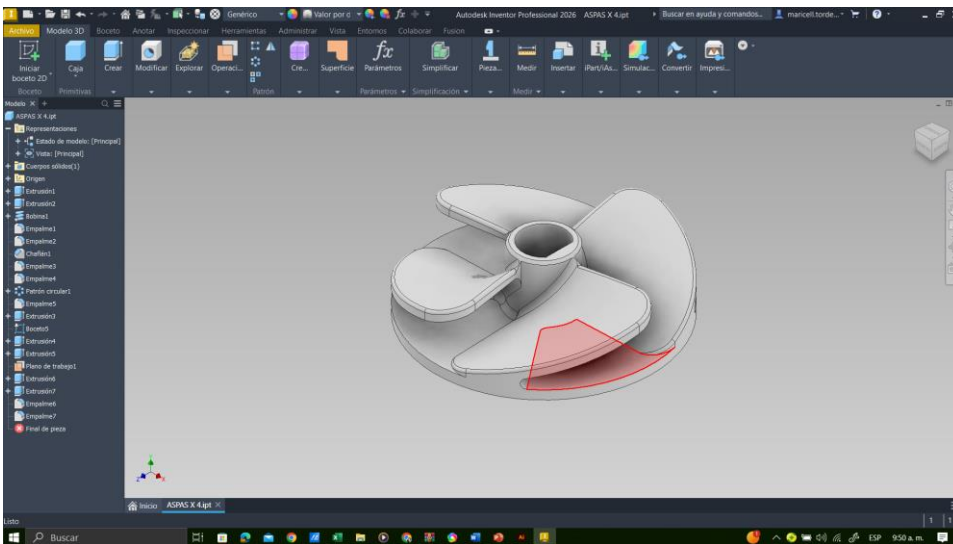 Genérico
Valor por d
Autodesk Inventor Professional 2026 ASPAS X 4.ipt
Buscar en ayuda y comandos...
maricell.torde...
Archivo Modelo 3D Boceto Anotar Inspeccionar Herramientas Administrar Vista Entornos Colaborar Fusion
Iniciar boceto 2D
Caja
Crear
Modificar
Explorar
Operaci...
Cre...
Superficie
fx
Parámetros
Simplificar
Pieza...
Medir
Insertar
iPart/iAs...
Simulac...
Convertir
Impresi...
Boceto Primitivas Patrón Parámetros Simplificación Medir
Modelo
ASPAS X 4.ipt
Representaciones
Estado de modelo: [Principal]
Vista: [Principal]
Cuerpos sólidos(1)
Origen
Extrusión1
Extrusión2
Bobina1
Empalme1
Empalme2
Chaflán1
Empalme3
Empalme4
Patrón circular1
Empalme5
Extrusión3
Boceto5
Extrusión4
Extrusión5
Plano de trabajo1
Extrusión6
Extrusión7
Empalme6
Empalme7
Final de pieza
Inicio ASPAS X 4.ipt
Listo
1 1
Buscar
ESP 9:50 a. m.